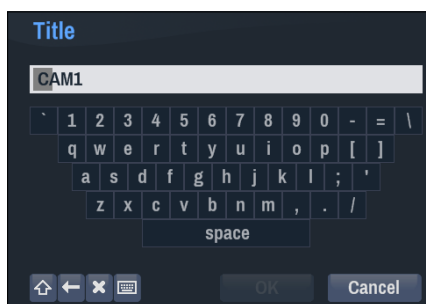 Title
CAM1
` 1 2 3 4 5 6 7 8 9 0 - = \
q w e r t y u i o p [ ]
a s d f g h j k l ; '
z x c v b n m , . /
space
OK Cancel